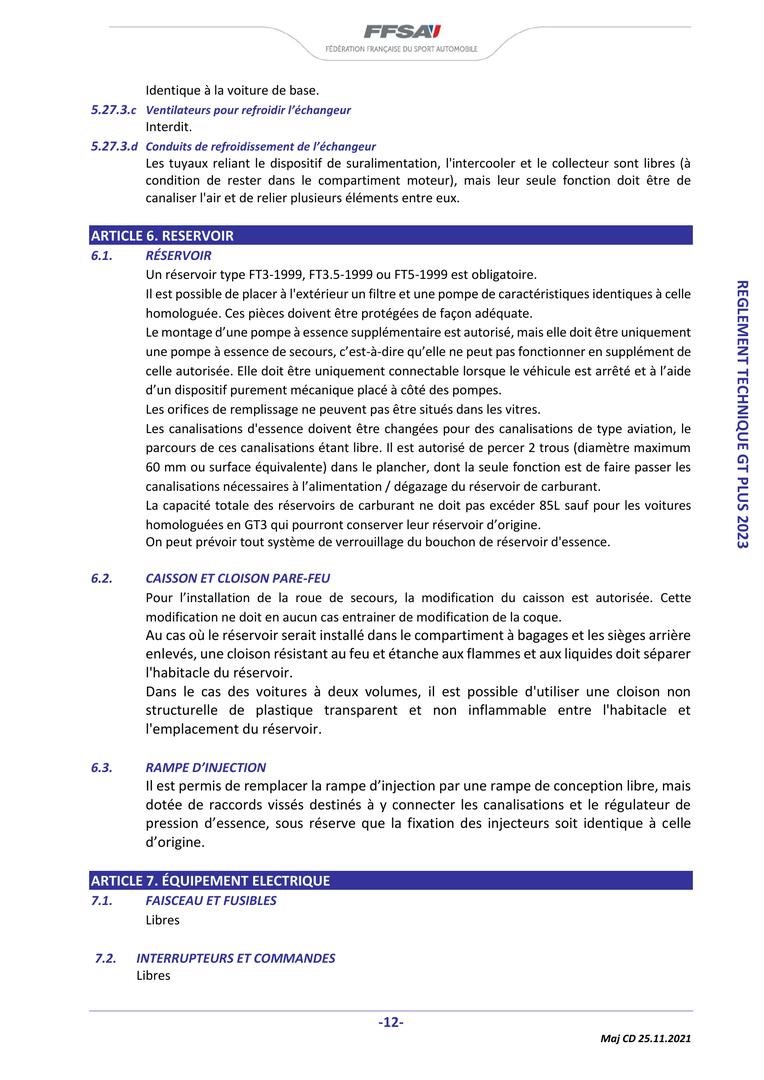 FFSA
FÉDÉRATION FRANÇAISE DU SPORT AUTOMOBILE
Identique à la voiture de base.
5.27.3.c Ventilateurs pour refroidir l’échangeur
Interdit.
5.27.3.d Conduits de refroidissement de l’échangeur
Les tuyaux reliant le dispositif de suralimentation, l'intercooler et le collecteur sont libres (à
condition de rester dans le compartiment moteur), mais leur seule fonction doit être de
canaliser l'air et de relier plusieurs éléments entre eux.
ARTICLE 6. RESERVOIR
6.1. RÉSERVOIR
Un réservoir type FT3-1999, FT3.5-1999 ou FT5-1999 est obligatoire.
Il est possible de placer à l'extérieur un filtre et une pompe de caractéristiques identiques à celle
homologuée. Ces pièces doivent être protégées de façon adéquate.
Le montage d’une pompe à essence supplémentaire est autorisé, mais elle doit être uniquement
une pompe à essence de secours, c’est-à-dire qu’elle ne peut pas fonctionner en supplément de
celle autorisée. Elle doit être uniquement connectable lorsque le véhicule est arrêté et à l’aide
d’un dispositif purement mécanique placé à côté des pompes.
Les orifices de remplissage ne peuvent pas être situés dans les vitres.
Les canalisations d'essence doivent être changées pour des canalisations de type aviation, le
parcours de ces canalisations étant libre. Il est autorisé de percer 2 trous (diamètre maximum
60 mm ou surface équivalente) dans le plancher, dont la seule fonction est de faire passer les
canalisations nécessaires à l’alimentation / dégazage du réservoir de carburant.
La capacité totale des réservoirs de carburant ne doit pas excéder 85L sauf pour les voitures
homologuées en GT3 qui pourront conserver leur réservoir d’origine.
On peut prévoir tout système de verrouillage du bouchon de réservoir d'essence.
6.2. CAISSON ET CLOISON PARE-FEU
Pour l’installation de la roue de secours, la modification du caisson est autorisée. Cette
modification ne doit en aucun cas entrainer de modification de la coque.
Au cas où le réservoir serait installé dans le compartiment à bagages et les sièges arrière
enlevés, une cloison résistant au feu et étanche aux flammes et aux liquides doit séparer
l'habitacle du réservoir.
Dans le cas des voitures à deux volumes, il est possible d'utiliser une cloison non
structurelle de plastique transparent et non inflammable entre l'habitacle et
l'emplacement du réservoir.
6.3. RAMPE D’INJECTION
Il est permis de remplacer la rampe d’injection par une rampe de conception libre, mais
dotée de raccords vissés destinés à y connecter les canalisations et le régulateur de
pression d’essence, sous réserve que la fixation des injecteurs soit identique à celle
d’origine.
ARTICLE 7. ÉQUIPEMENT ELECTRIQUE
7.1. FAISCEAU ET FUSIBLES
Libres
7.2. INTERRUPTEURS ET COMMANDES
Libres
REGLEMENT TECHNIQUE GT PLUS 2023
-12-
Maj CD 25.11.2021